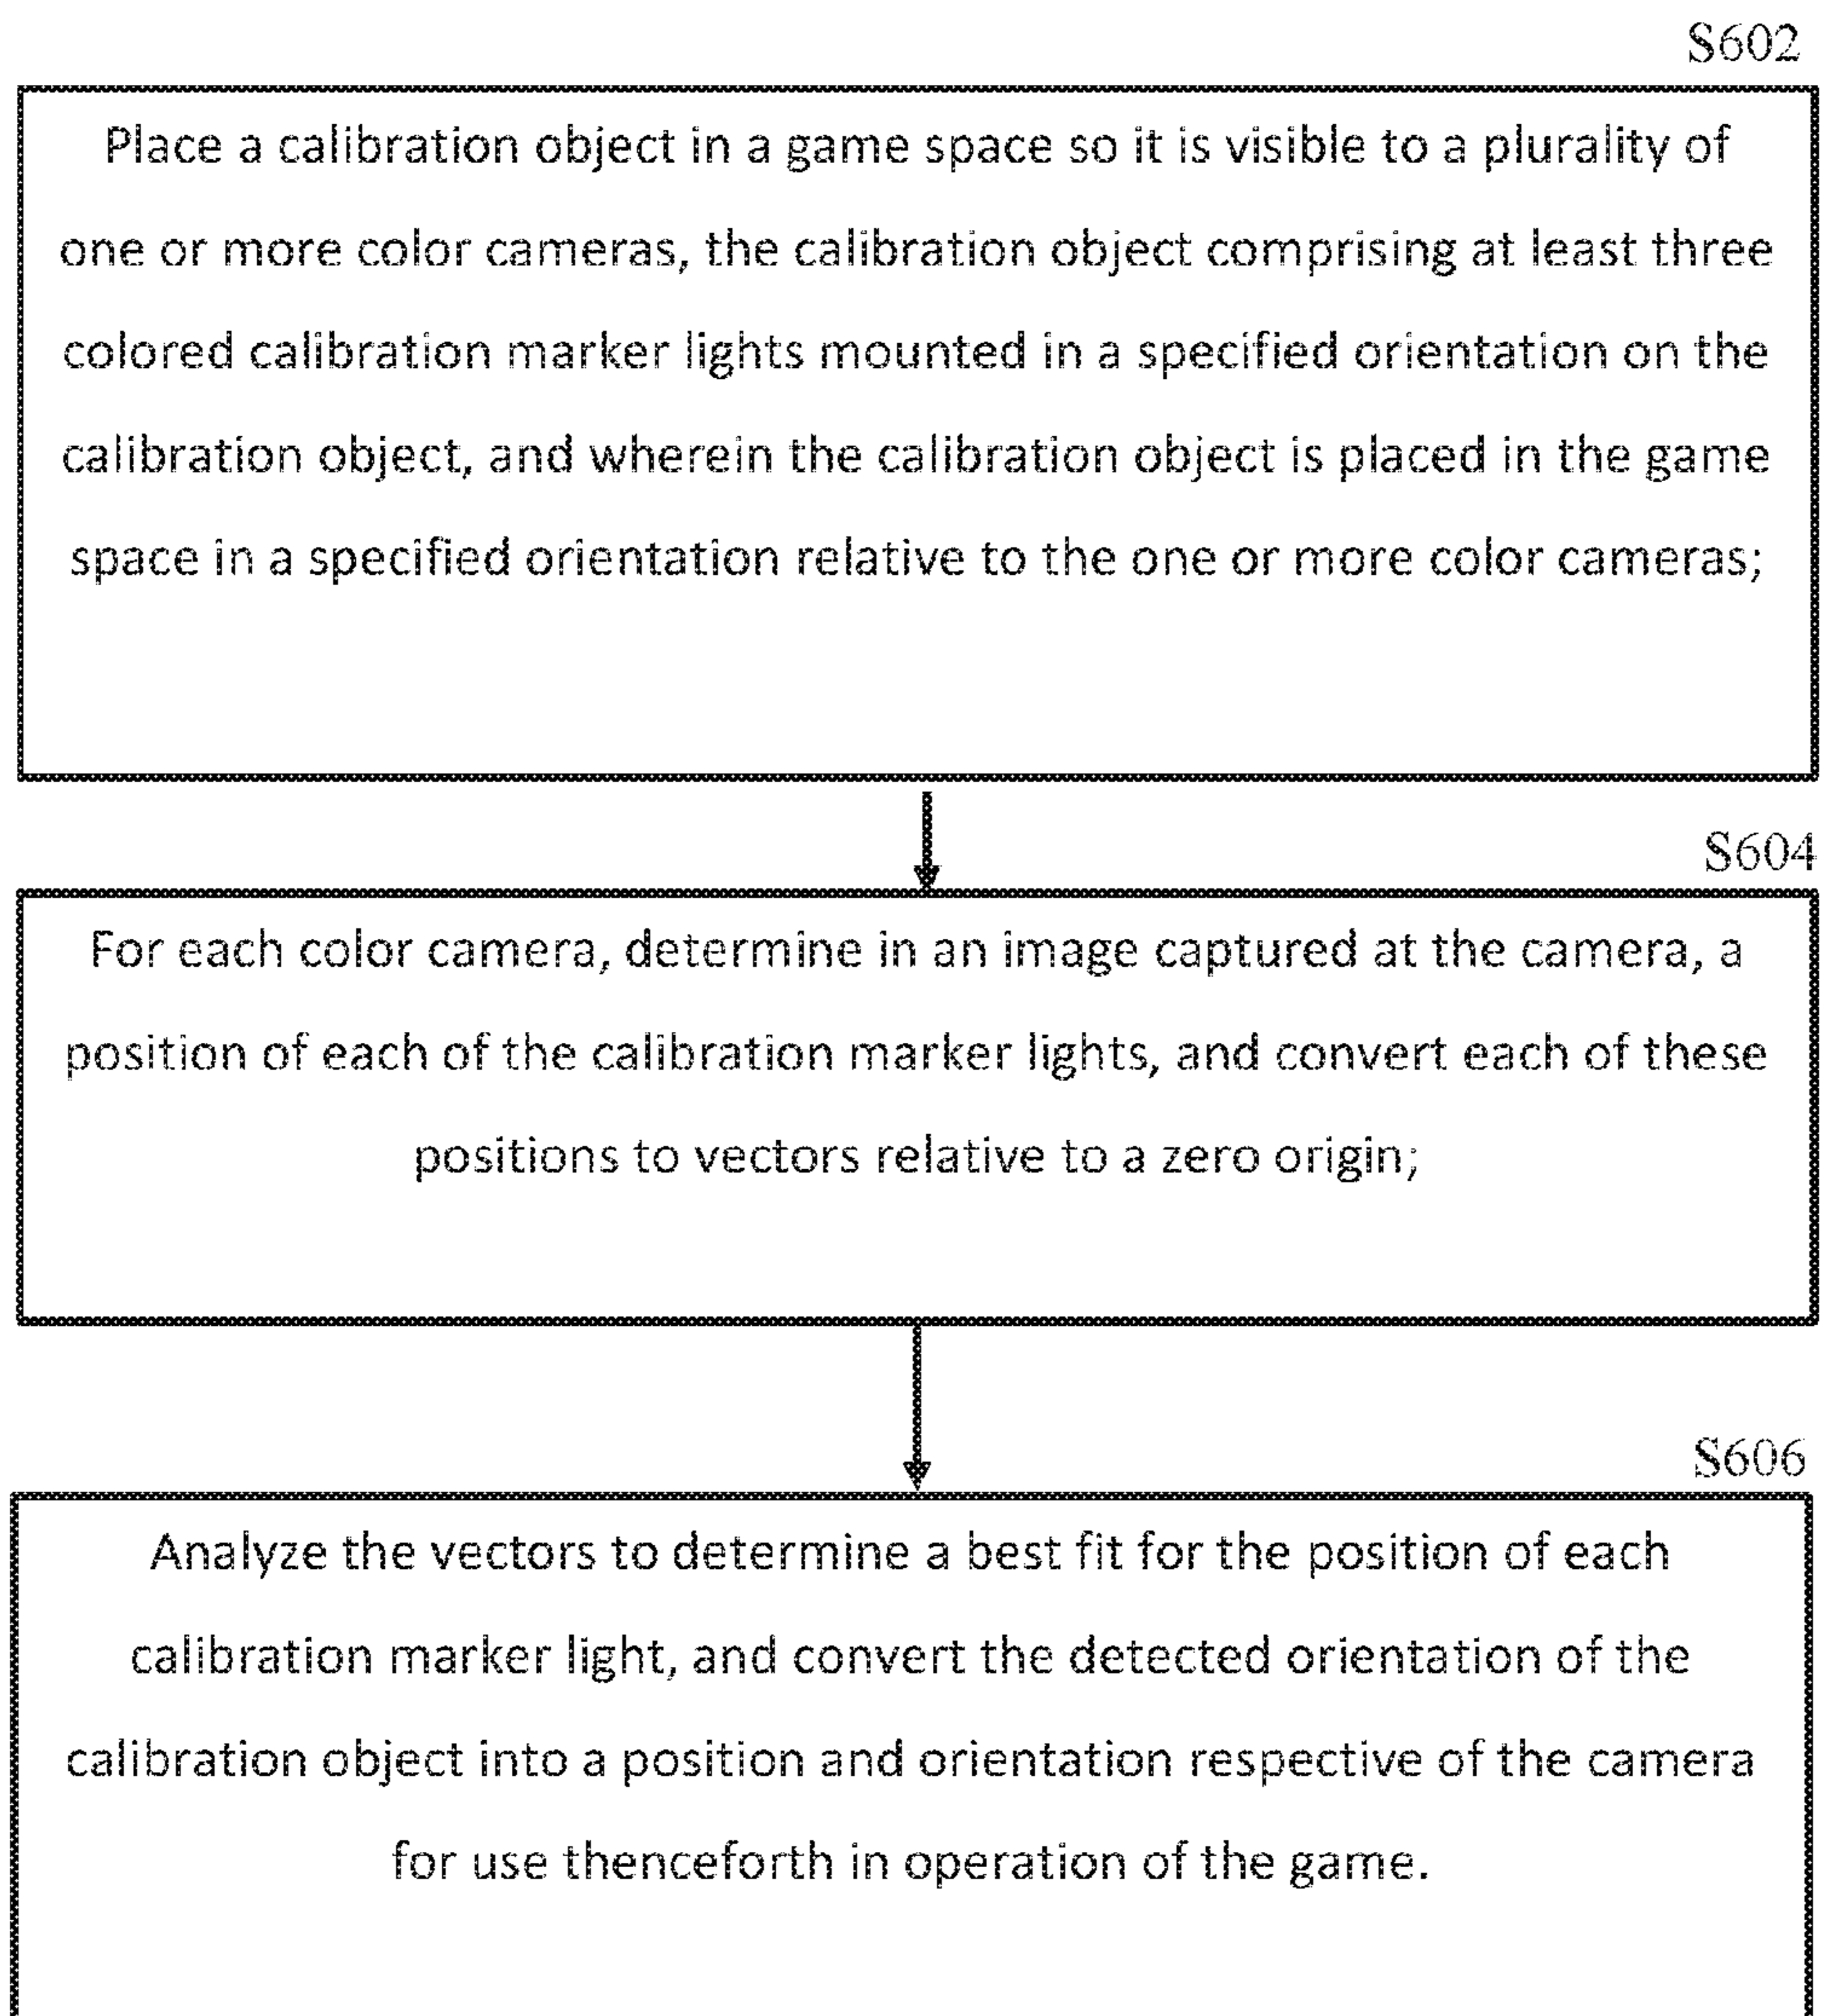 S602
Place a calibration object in a game space so it is visible to a plurality of
one or more color cameras, the calibration object comprising at least three
colored calibration marker lights mounted in a specified orientation on the
calibration object, and wherein the calibration object is placed in the game
space in a specified orientation relative to the one or more color cameras;
S604
For each color camera, determine in an image captured at the camera, a
position of each of the calibration marker lights, and convert each of these
positions to vectors relative to a zero origin;
S606
Analyze the vectors to determine a best fit for the position of each
calibration marker light, and convert the detected orientation of the
calibration object into a position and orientation respective of the camera
for use thenceforth in operation of the game.